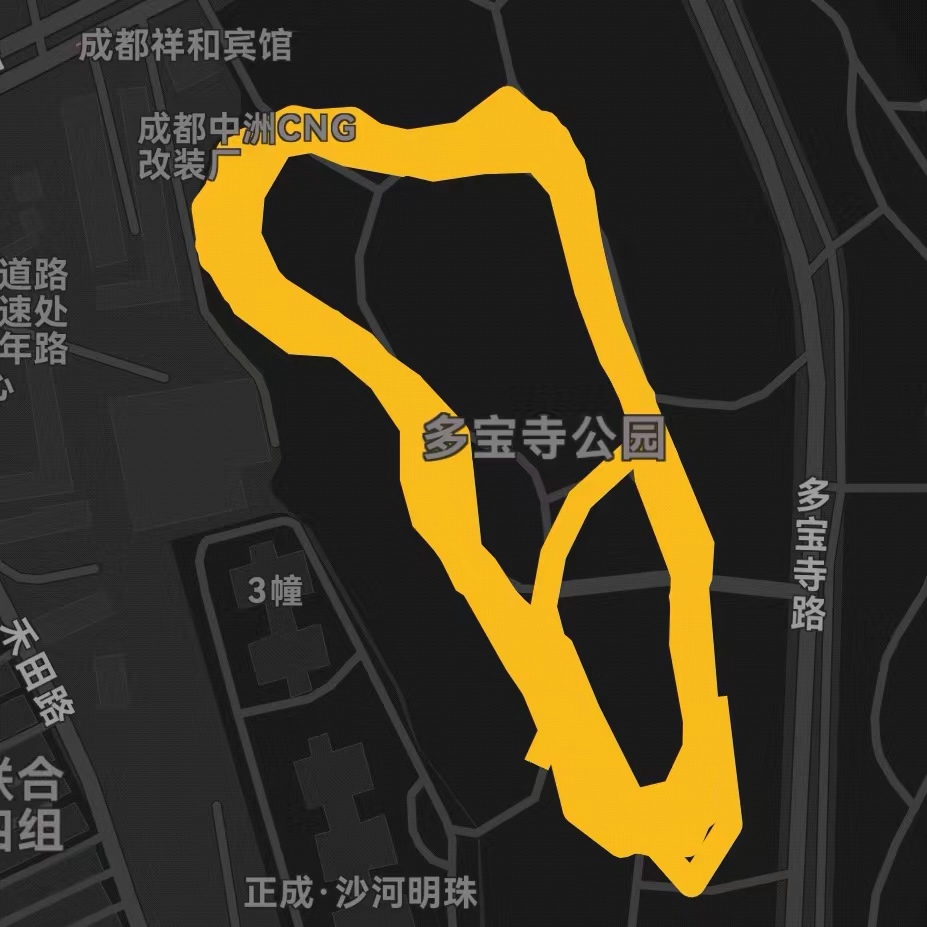 成都祥和宾馆
成都中洲CNG
改装厂
道路
速处
年路
心
多宝寺公园
多宝寺路
3幢
禾田路
联合
四组
正成·沙河明珠